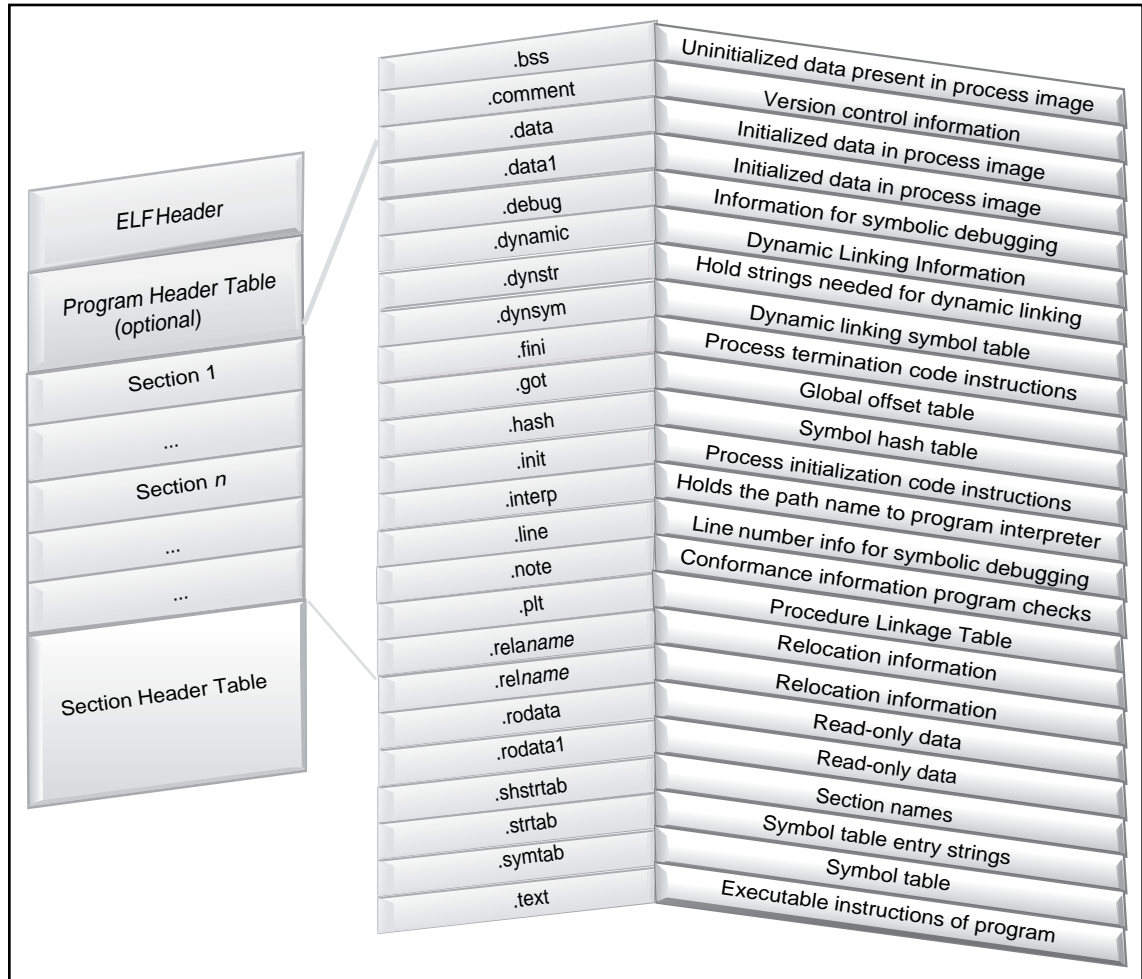 ELFHeader
Program Header Table
(optional)
Section 1
...
Section n
...
...
Section Header Table
.bss Uninitialized data present in process image
.comment Version control information
.data Initialized data in process image
.data1 Initialized data in process image
.debug Information for symbolic debugging
.dynamic Dynamic Linking Information
.dynstr Hold strings needed for dynamic linking
.dynsym Dynamic linking symbol table
.fini Process termination code instructions
.got Global offset table
.hash Symbol hash table
.init Process initialization code instructions
.interp Holds the path name to program interpreter
.line Line number info for symbolic debugging
.note Conformance information program checks
.plt Procedure Linkage Table
.relaname Relocation information
.relname Relocation information
.rodata Read-only data
.rodata1 Read-only data
.shstrtab Section names
.strtab Symbol table entry strings
.symtab Symbol table
.text Executable instructions of program